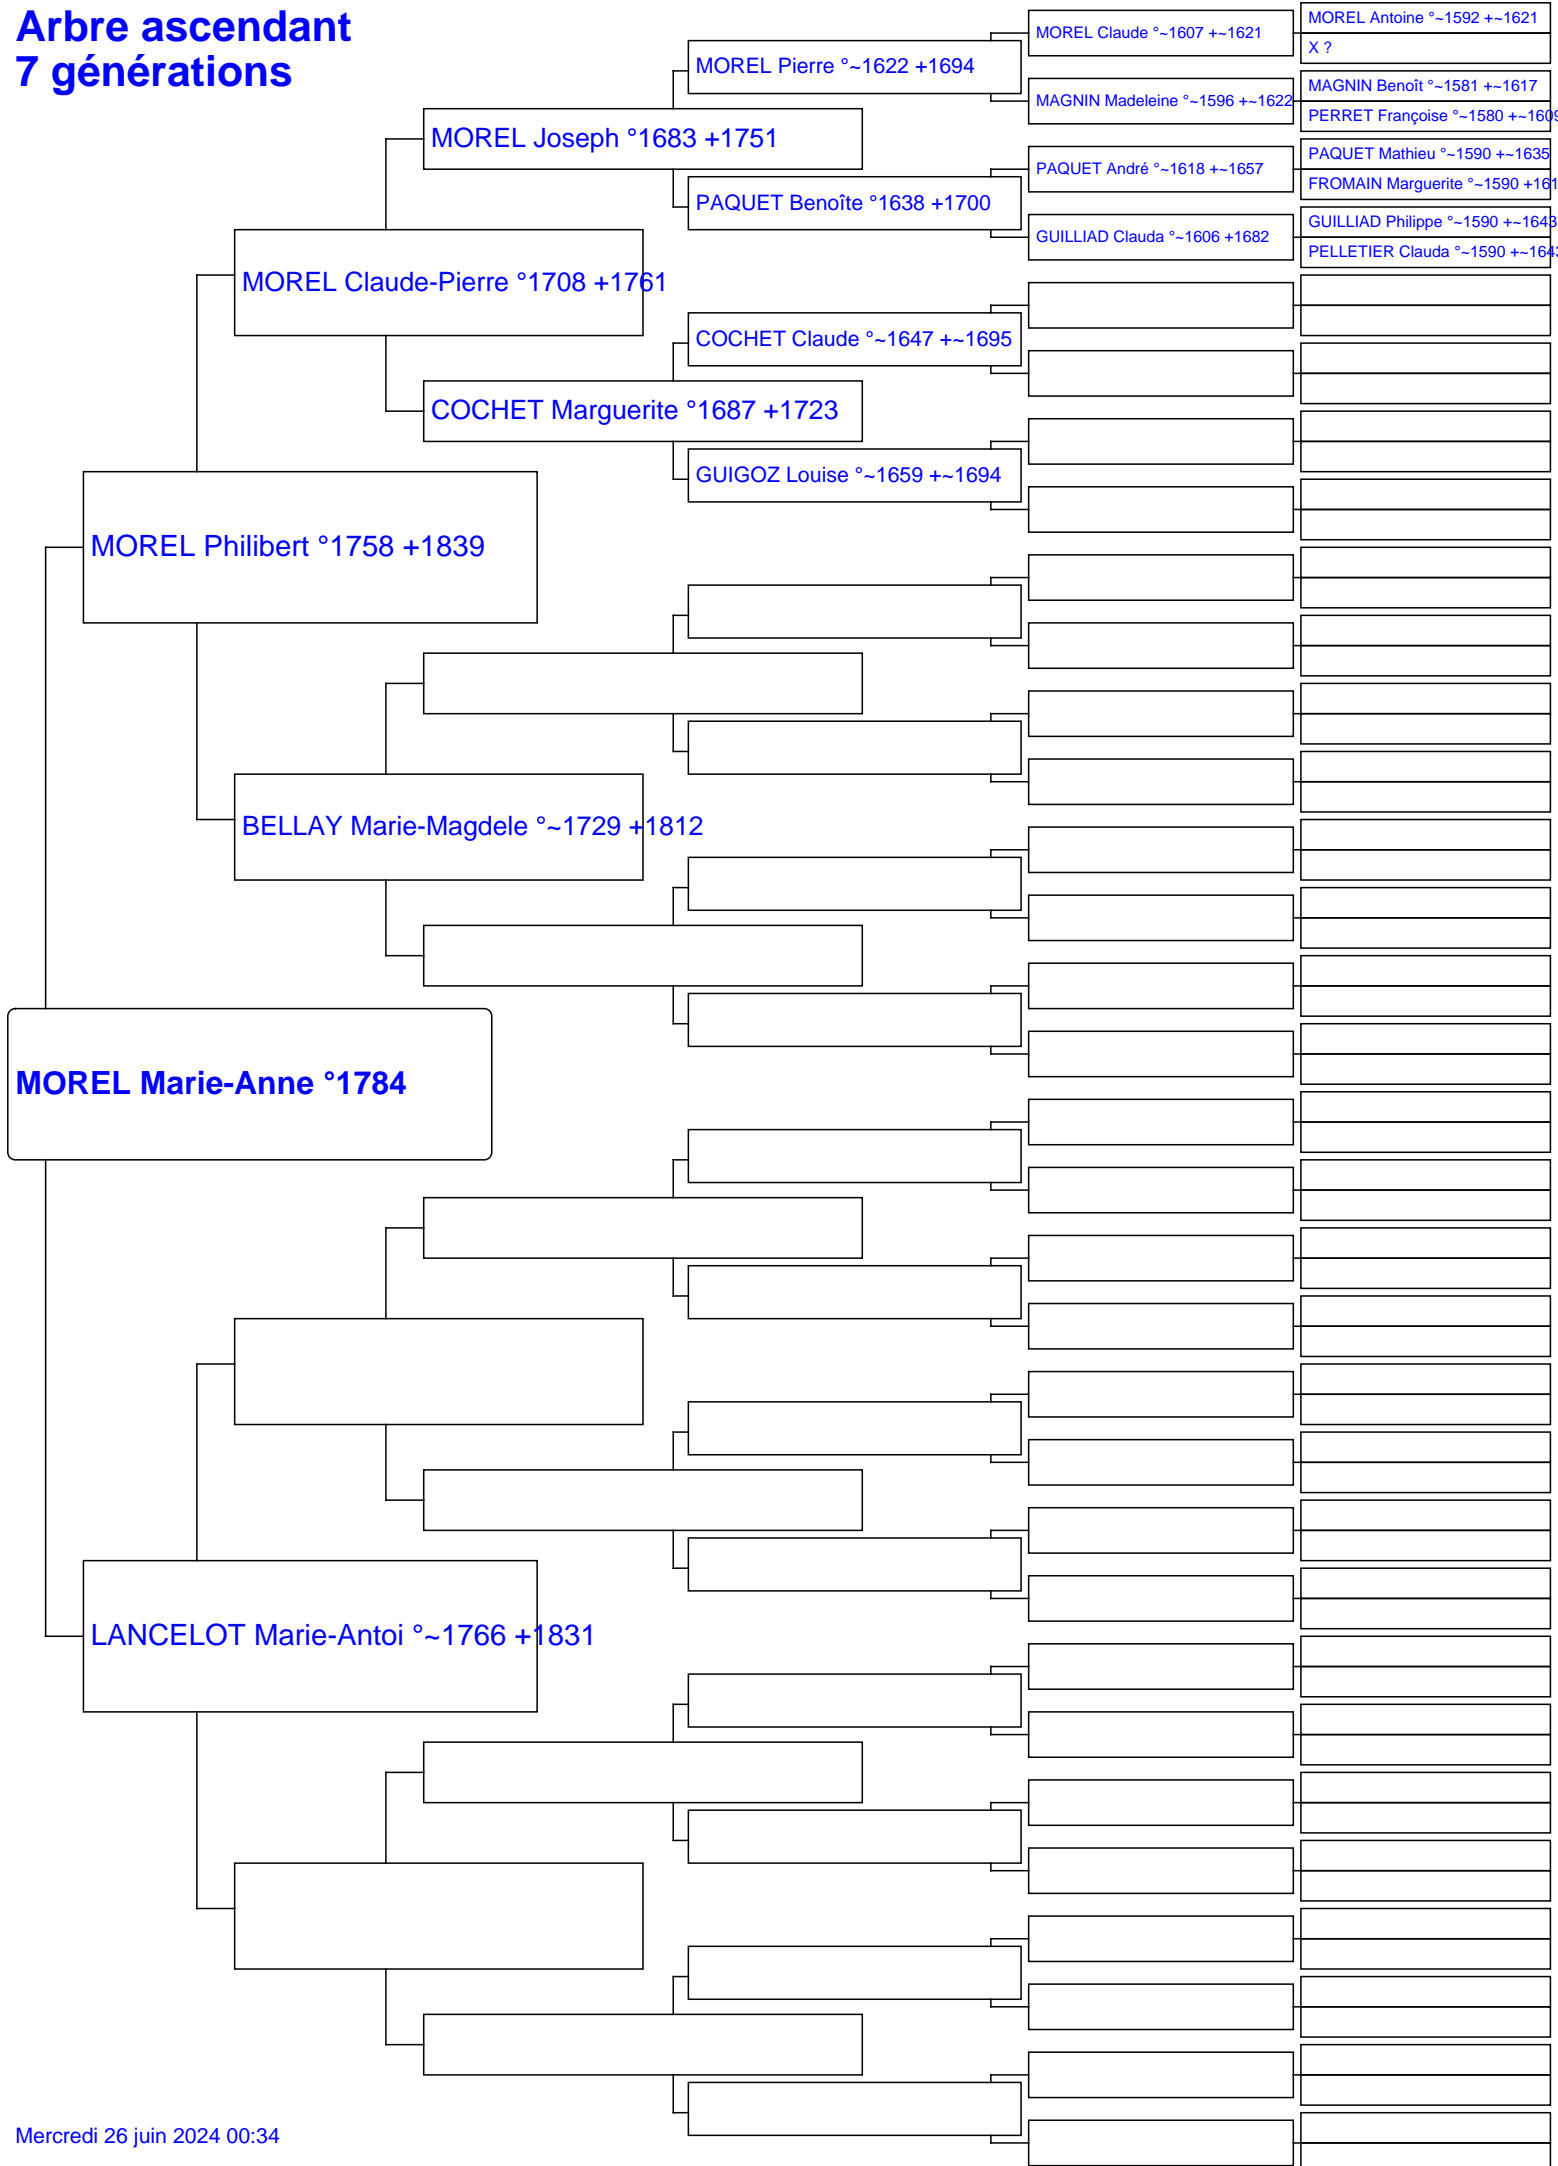 Arbre ascendant
7 générations
MOREL Antoine °~1592 +~1621
MOREL Claude °~1607 +~1621
X ?
MOREL Pierre °~1622 +1694
MAGNIN Benoît °~1581 +~1617
MAGNIN Madeleine °~1596 +~1622
PERRET Françoise °~1580 +~1609
MOREL Joseph °1683 +1751
PAQUET Mathieu °~1590 +~1635
PAQUET André °~1618 +~1657
FROMAIN Marguerite °~1590 +161
PAQUET Benoîte °1638 +1700
GUILLIAD Philippe °~1590 +~1643
GUILLIAD Clauda °~1606 +1682
PELLETIER Clauda °~1590 +~1643
MOREL Claude-Pierre °1708 +1761
COCHET Claude °~1647 +~1695
COCHET Marguerite °1687 +1723
GUIGOZ Louise °~1659 +~1694
MOREL Philibert °1758 +1839
BELLAY Marie-Magdele °~1729 +1812
MOREL Marie-Anne °1784
LANCELOT Marie-Antoi °~1766 +1831
Mercredi 26 juin 2024 00:34